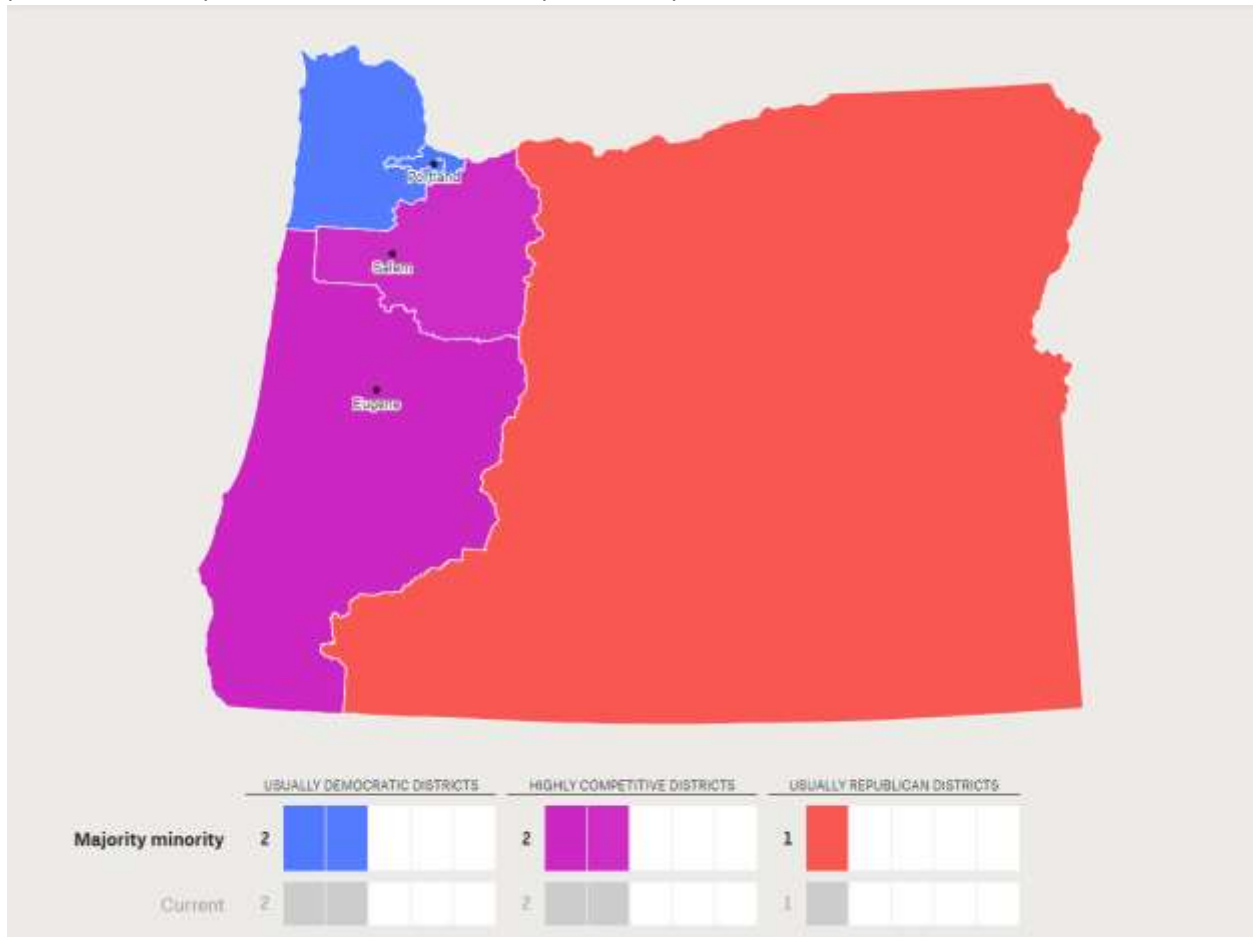 Portland
Salem
Eugene
USUALLY DEMOCRATIC DISTRICTS HIGHLY COMPETITIVE DISTRICTS USUALLY REPUBLICAN DISTRICTS
Majority minority 2 2 1
Current 2 2 1